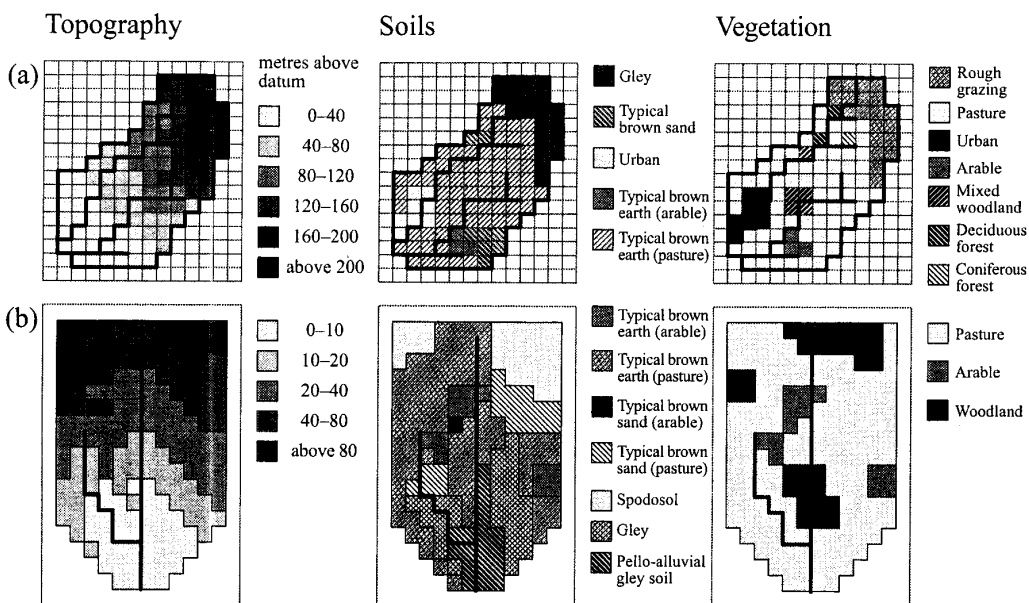 Topography
Soils
Vegetation
(a)
metres above
datum
0–40
40–80
80–120
120–160
160–200
above 200
Gley
Typical
brown sand
Urban
Typical brown
earth (arable)
Typical brown
earth (pasture)
Rough
grazing
Pasture
Urban
Arable
Mixed
woodland
Deciduous
forest
Coniferous
forest
(b)
0–10
10–20
20–40
40–80
above 80
Typical brown
earth (arable)
Typical brown
earth (pasture)
Typical brown
sand (arable)
Typical brown
sand (pasture)
Spodosol
Gley
Pello-alluvial
gley soil
Pasture
Arable
Woodland